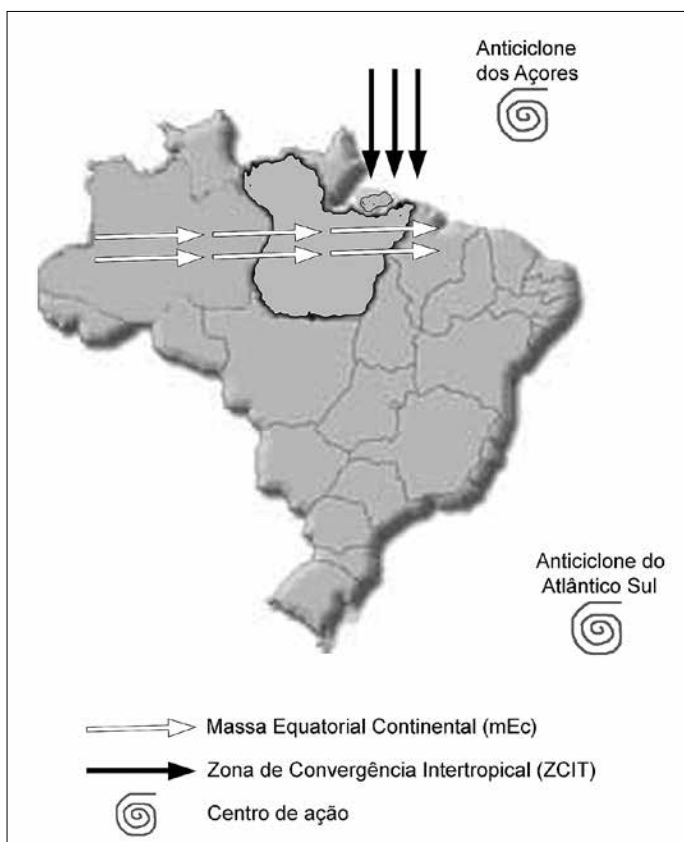 Anticiclone
dos Açores
Anticiclone do
Atlântico Sul
Massa Equatorial Continental (mEc)
Zona de Convergência Intertropical (ZCIT)
Centro de ação